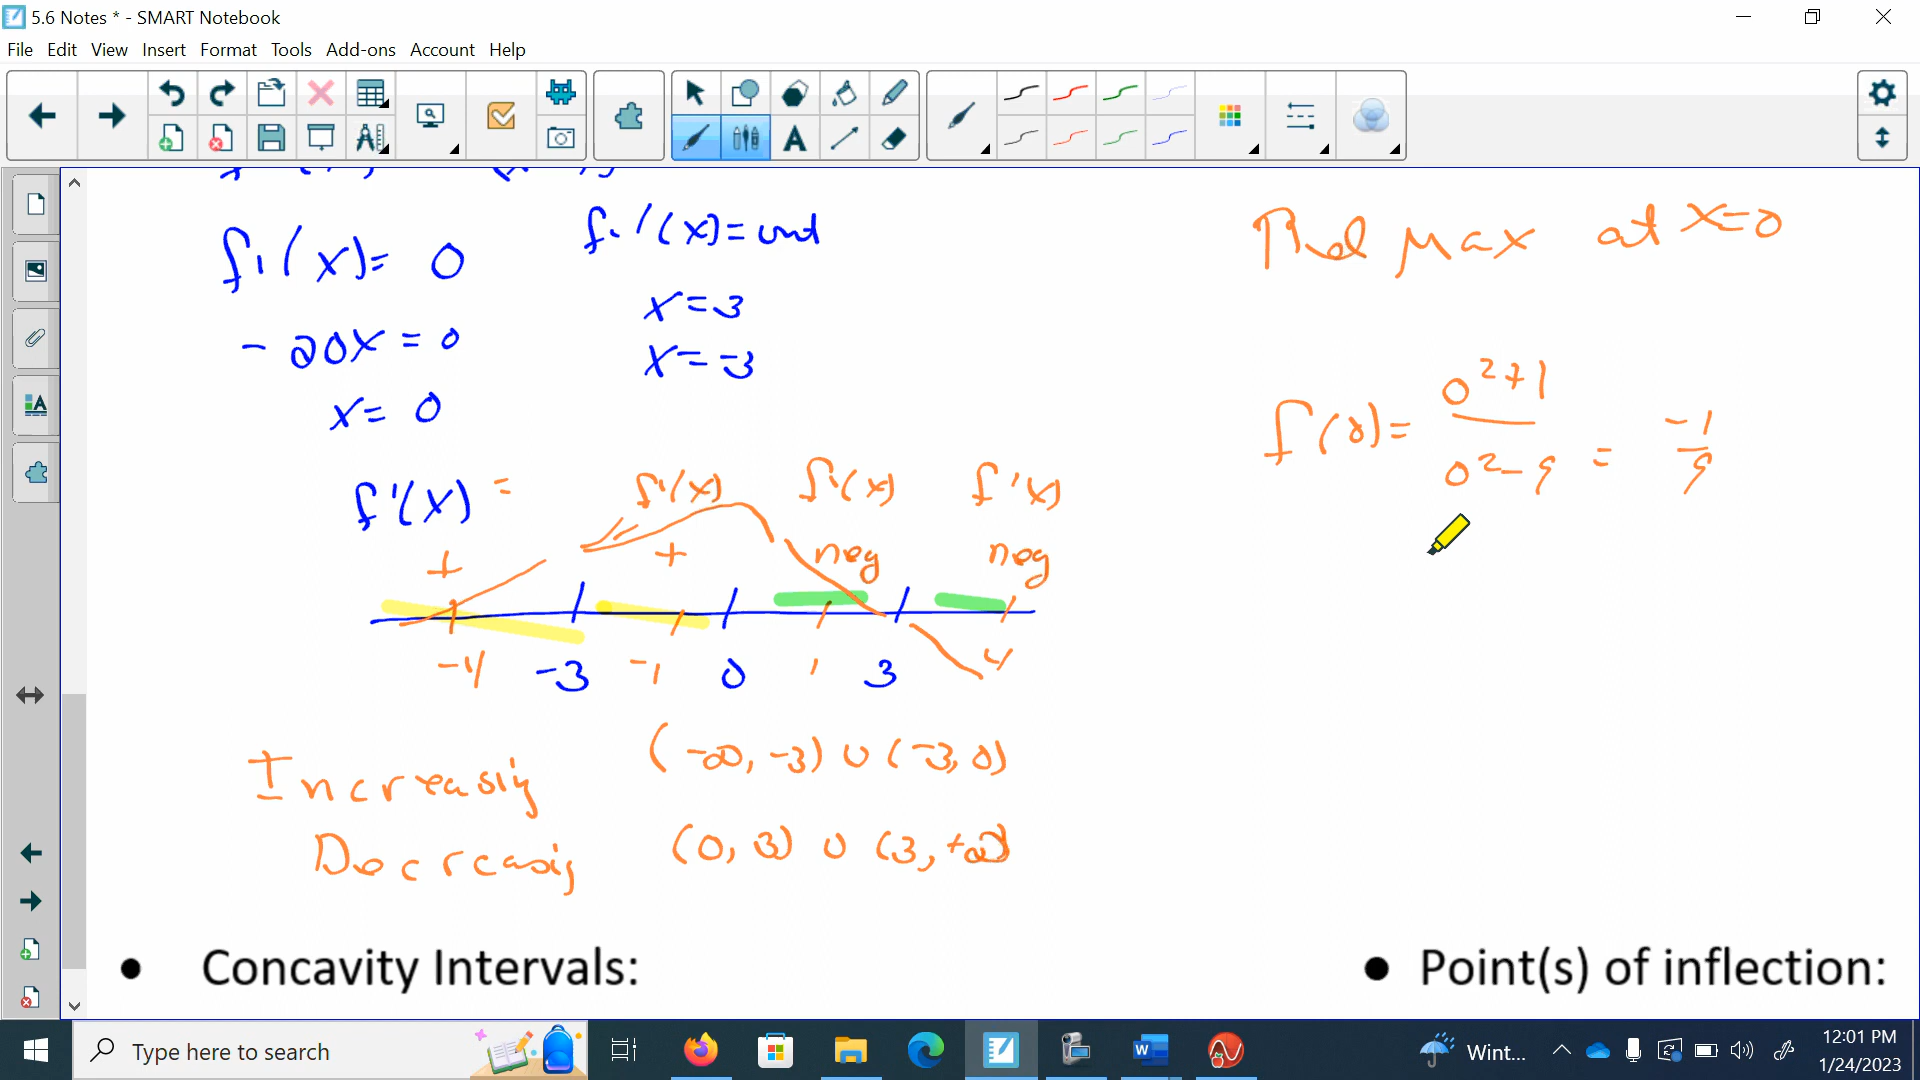 5.6 Notes * - SMART Notebook
File Edit View Insert Format Tools Add-ons Account Help
f'(x) = 0
-20x = 0
x = 0
f'(x) = und
x = 3
x = -3
Rel Max at x=0
f(0) = 0²+1 / 0²-9 = -1/9
f'(x) = f'(x) f'(x) f'(x)
+ + neg neg
-4 -3 -1 0 1 3 4
Increasig (-∞, -3) ∪ (-3, 0)
Decreasig (0, 3) ∪ (3, +∞)
• Concavity Intervals:
• Point(s) of inflection:
Type here to search
Wint...
12:01 PM
1/24/2023